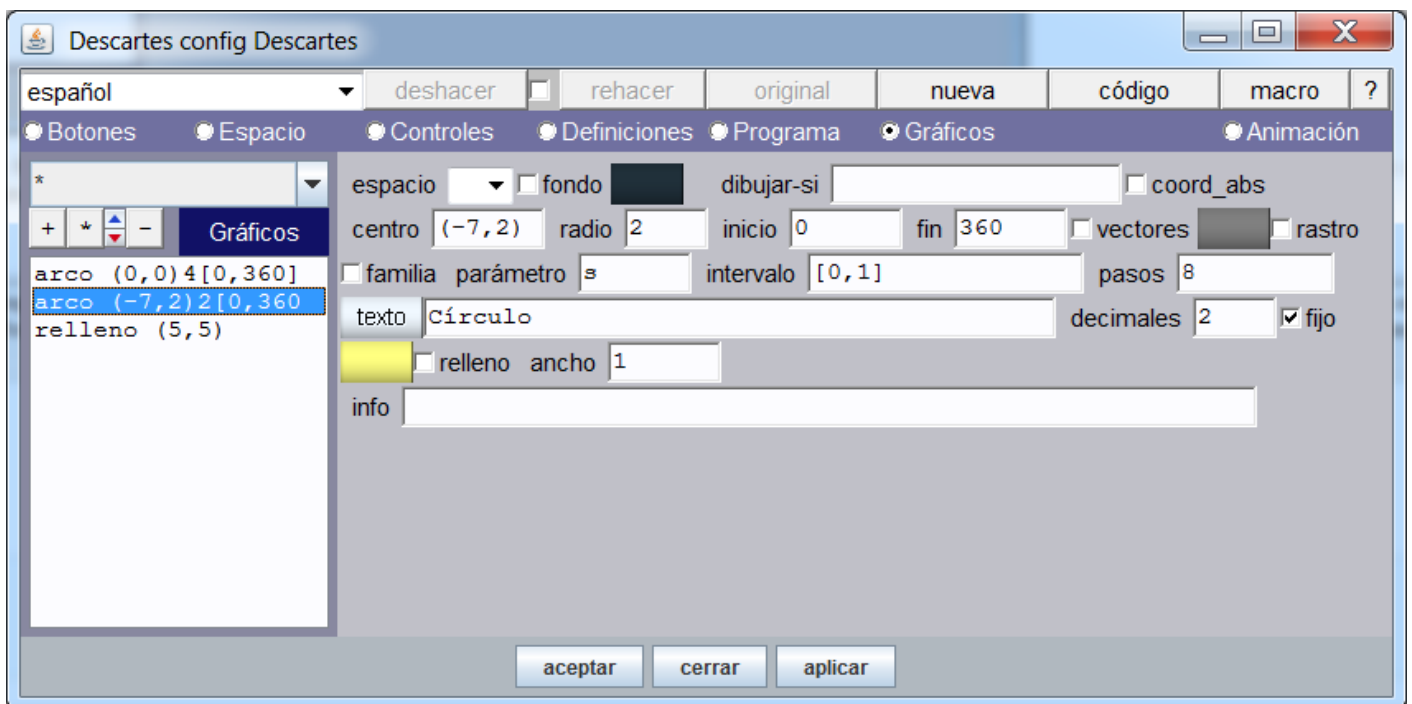 Descartes config Descartes
español deshacer rehacer original nueva código macro ?
Botones Espacio Controles Definiciones Programa Gráficos Animación
* espacio fondo dibujar-si coord_abs
+ * - Gráficos centro (-7,2) radio 2 inicio 0 fin 360 vectores rastro
arco (0,0)4[0,360] familia parámetro s intervalo [0,1] pasos 8
arco (-7,2)2[0,360 texto Círculo decimales 2 fijo
relleno (5,5)
relleno ancho 1
info
aceptar cerrar aplicar